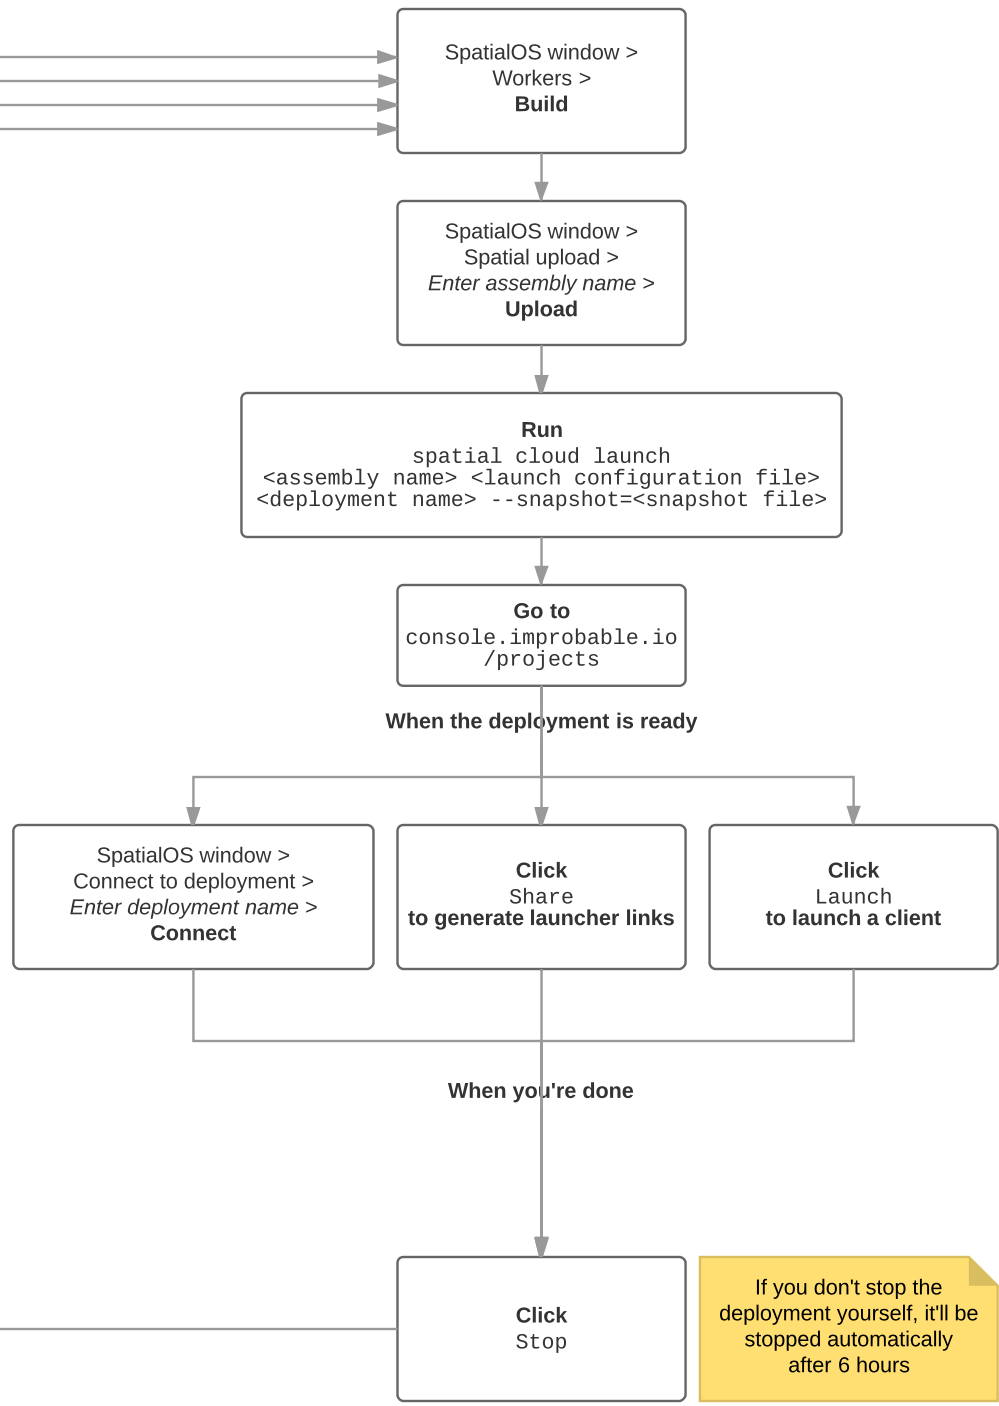 SpatialOS window >
Workers >
Build
SpatialOS window >
Spatial upload >
Enter assembly name >
Upload
Run
spatial cloud launch
<assembly name> <launch configuration file>
<deployment name> --snapshot=<snapshot file>
Go to
console.improbable.io
/projects
When the deployment is ready
SpatialOS window >
Connect to deployment >
Enter deployment name >
Connect
Click
Share
to generate launcher links
Click
Launch
to launch a client
When you're done
Click
Stop
If you don't stop the
deployment yourself, it'll be
stopped automatically
after 6 hours